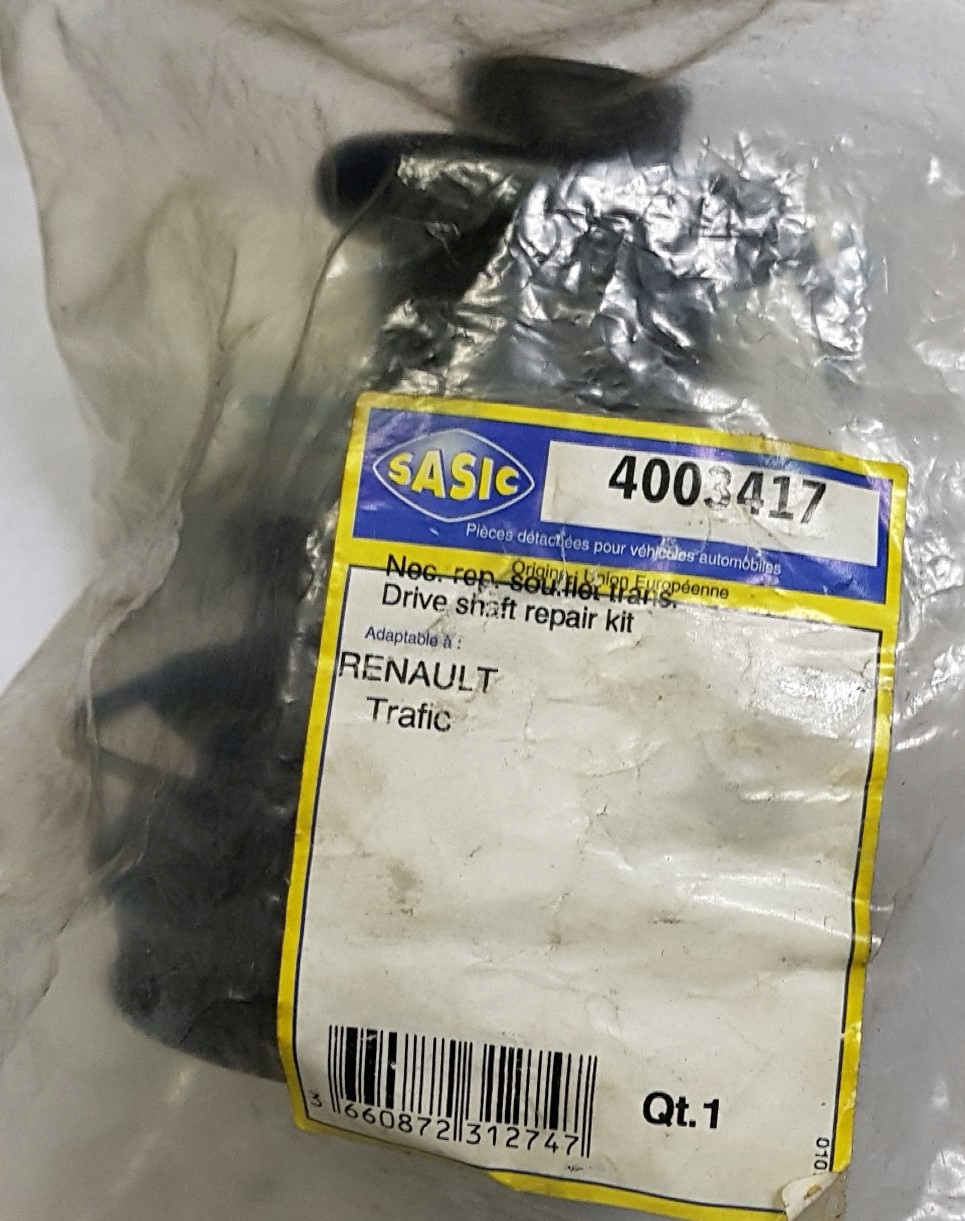 SASIC
4003417
Pièces détachées pour véhicules automobiles
Origine Union Européenne
Nec. rep. soufflet trans.
Drive shaft repair kit
Adaptable à :
RENAULT
Trafic
3 660872 312747
Qt.1
010